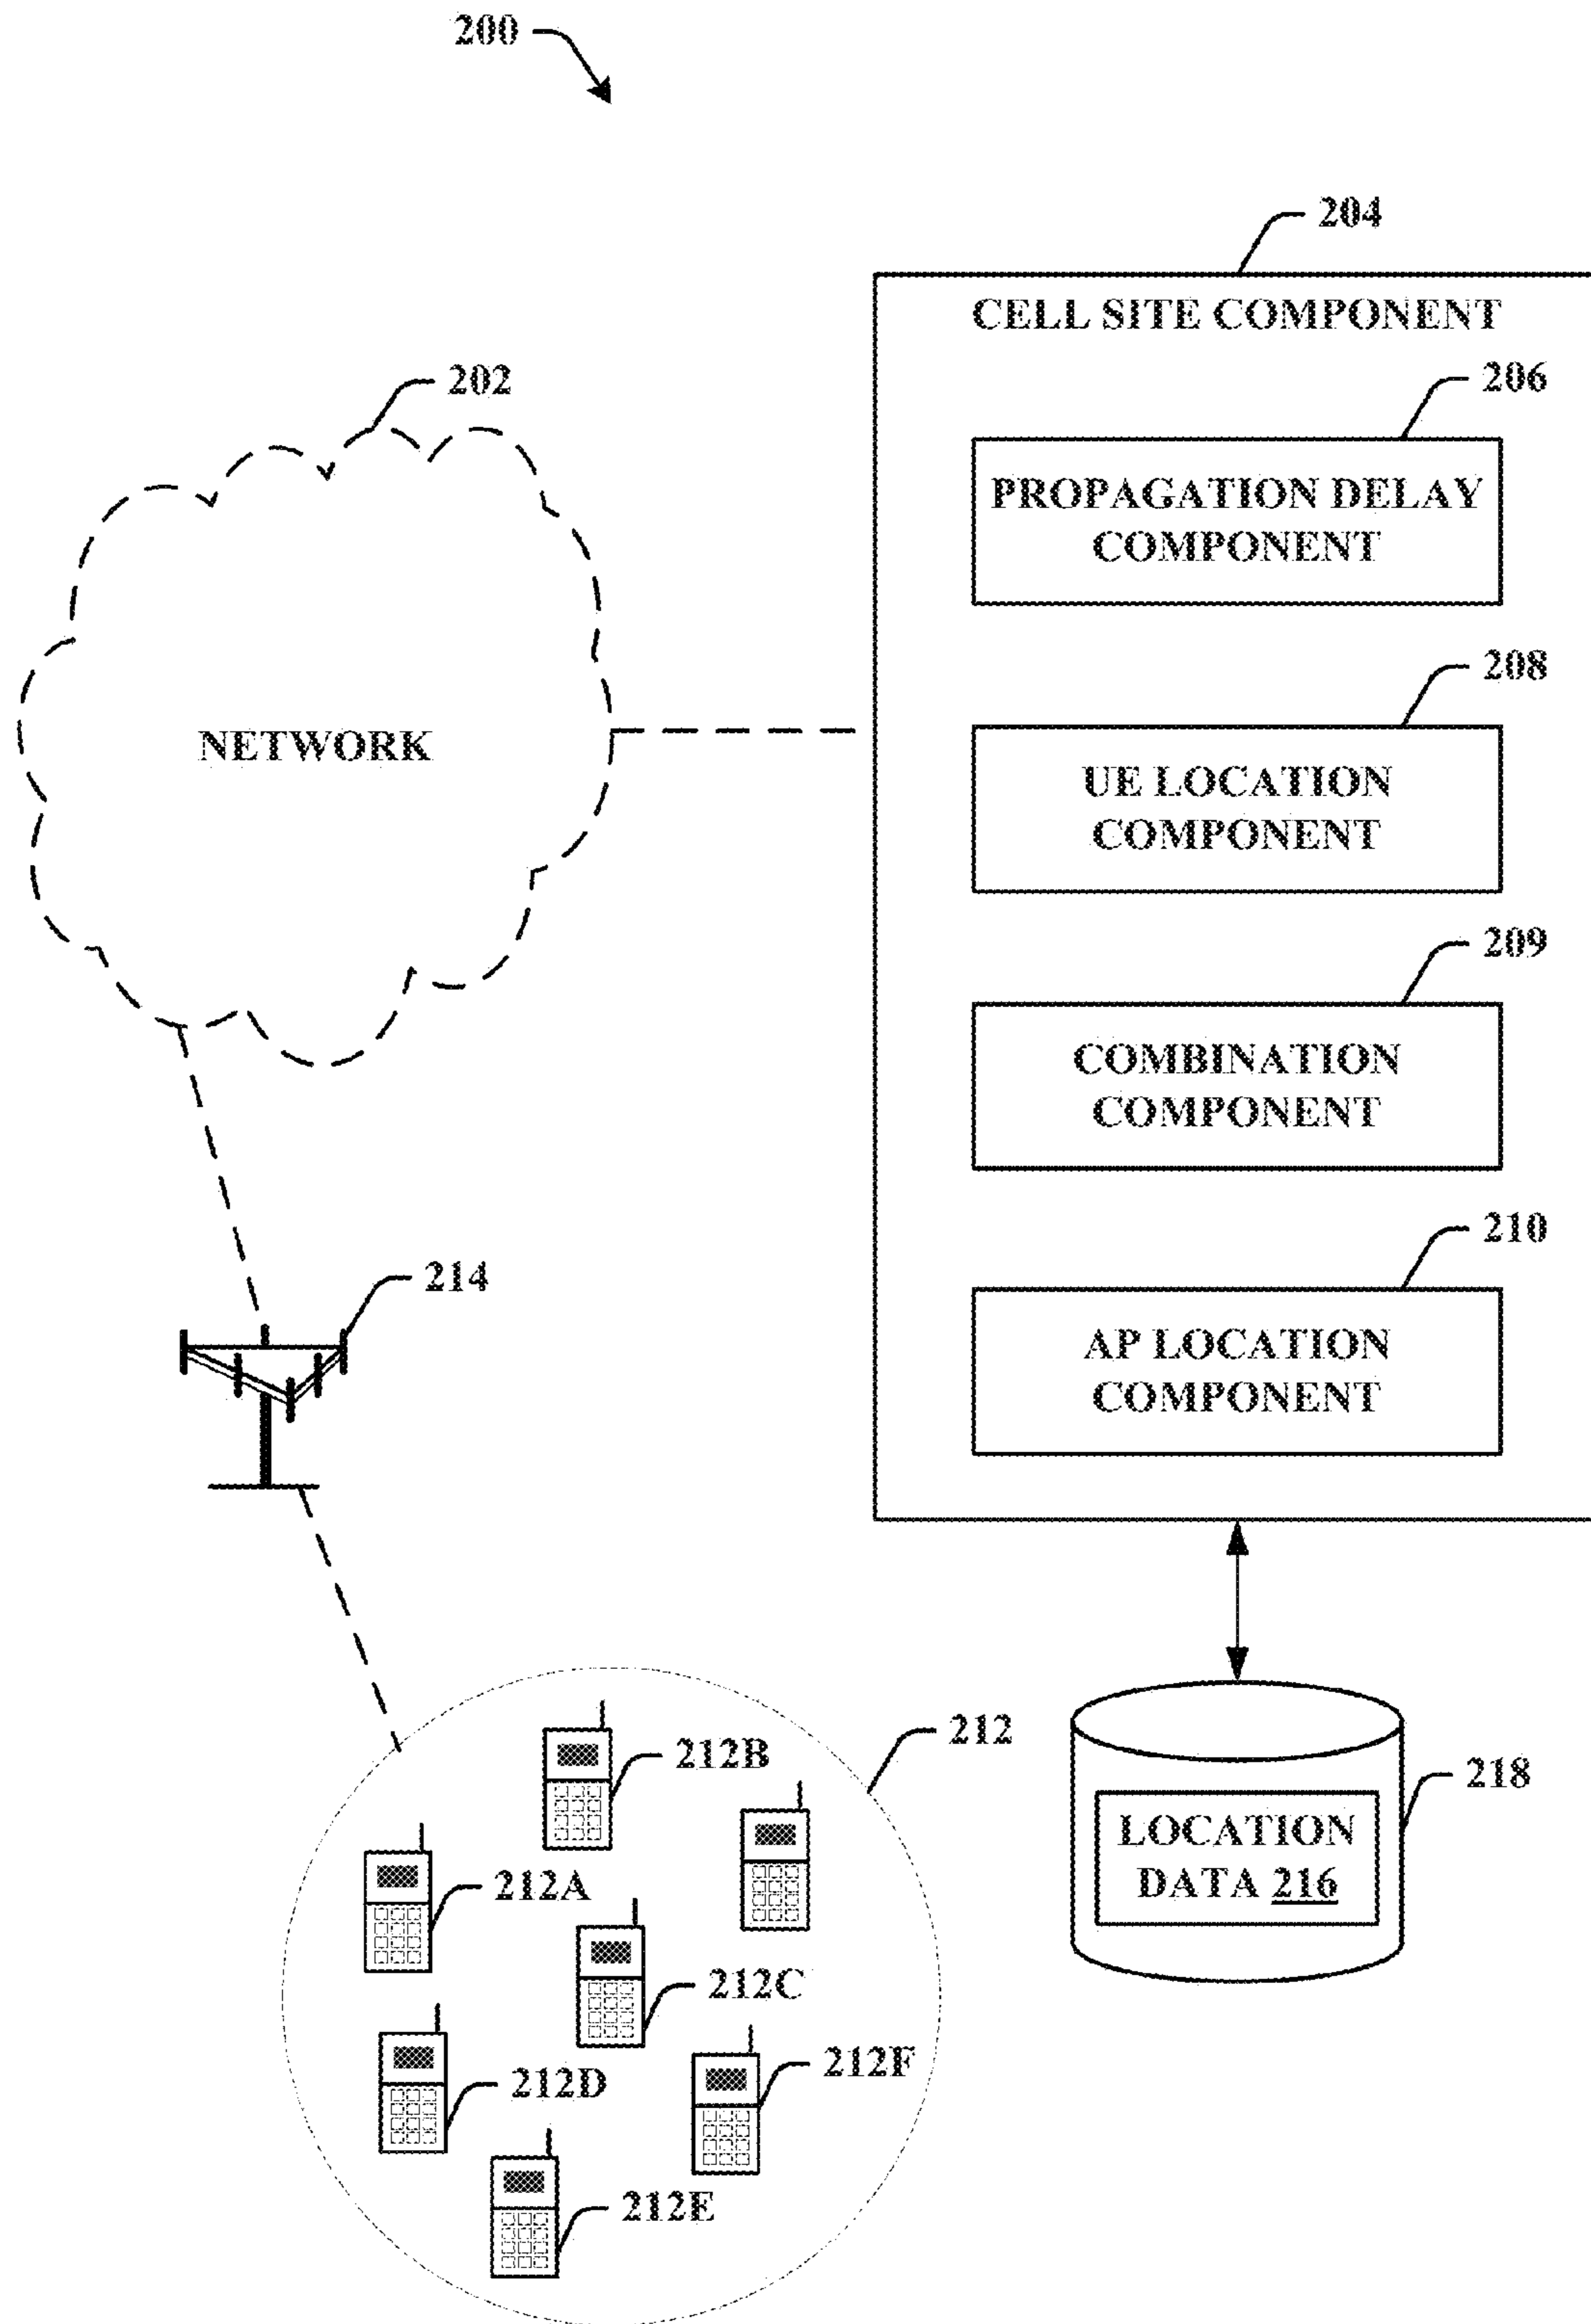 200
204
CELL SITE COMPONENT
202
206
PROPAGATION DELAY
COMPONENT
208
NETWORK
UE LOCATION
COMPONENT
209
COMBINATION
COMPONENT
210
214
AP LOCATION
COMPONENT
212
212B
218
LOCATION
DATA 216
212A
212C
212F
212D
212E